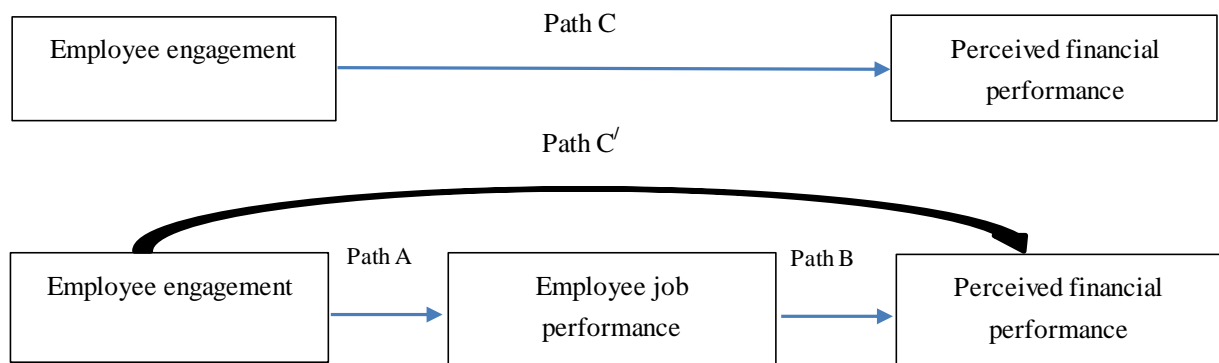 Path C
Employee engagement
Perceived financial
performance
Path C/
Path A
Path B
Employee engagement
Employee job
performance
Perceived financial
performance